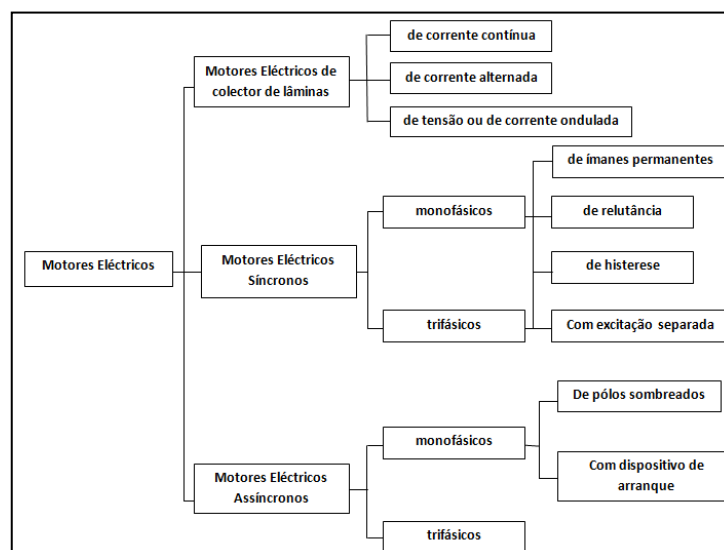 de corrente contínua
Motores Eléctricos de
colector de lâminas
de corrente alternada
de tensão ou de corrente ondulada
de ímanes permanentes
monofásicos
de relutância
Motores Eléctricos
Motores Eléctricos
Síncronos
de histerese
trifásicos
Com excitação separada
De pólos sombreados
monofásicos
Com dispositivo de
arranque
Motores Eléctricos
Assíncronos
trifásicos